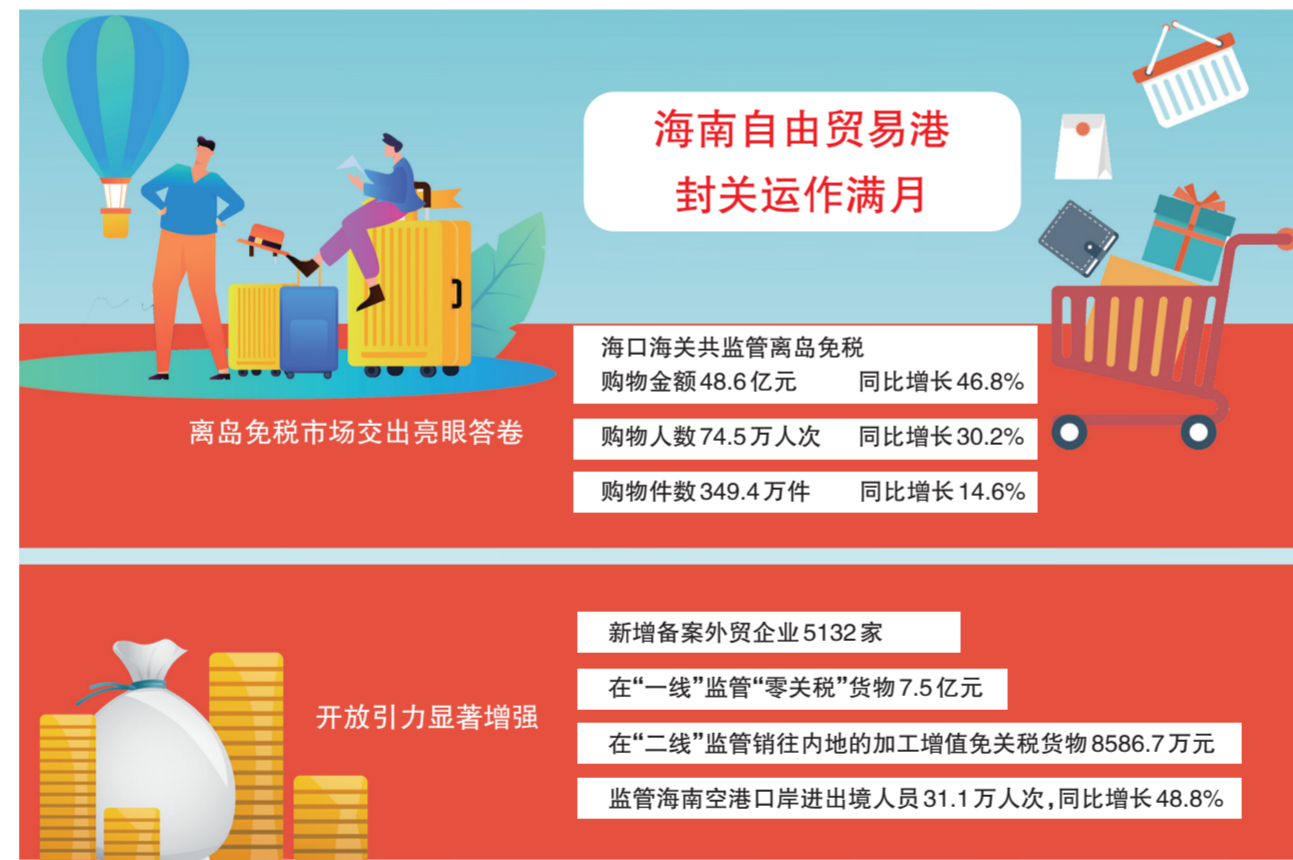 海南自由贸易港
封关运作满月
海口海关共监管离岛免税
购物金额48.6亿元 同比增长46.8%
离岛免税市场交出亮眼答卷
购物人数74.5万人次 同比增长30.2%
购物件数349.4万件 同比增长14.6%
新增备案外贸企业5132家
在“一线”监管“零关税”货物7.5亿元
开放引力显著增强
在“二线”监管销往内地的加工增值免关税货物8586.7万元
监管海南空港口岸进出境人员31.1万人次,同比增长48.8%